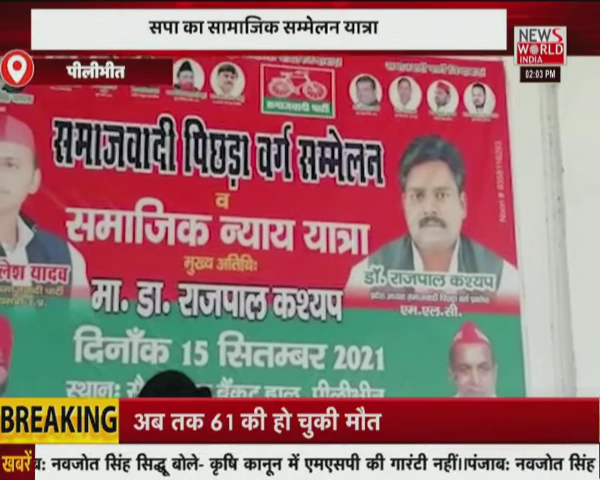 सपा का सामाजिक सम्मेलन यात्रा
NEWS
WORLD
INDIA
02:03 PM
पीलीभीत
समाजवादी पार्टी
समाजवादी पिछड़ा वर्ग सम्मेलन
व
समाजिक न्याय यात्रा
मुख्य अतिथिः
लेश यादव
डॉ. राजपाल कश्यप
एम.एल.सी.
मा. डा. राजपाल कश्यप
दिनाँक 15 सितम्बर 2021
स्थानः बैंकट हाल, पीलीभीत
BREAKING
अब तक 61 की हो चुकी मौत
खबरें
ब: नवजोत सिंह सिद्धू बोले- कृषि कानून में एमएसपी की गारंटी नहीं।।पंजाब: नवजोत सिंह